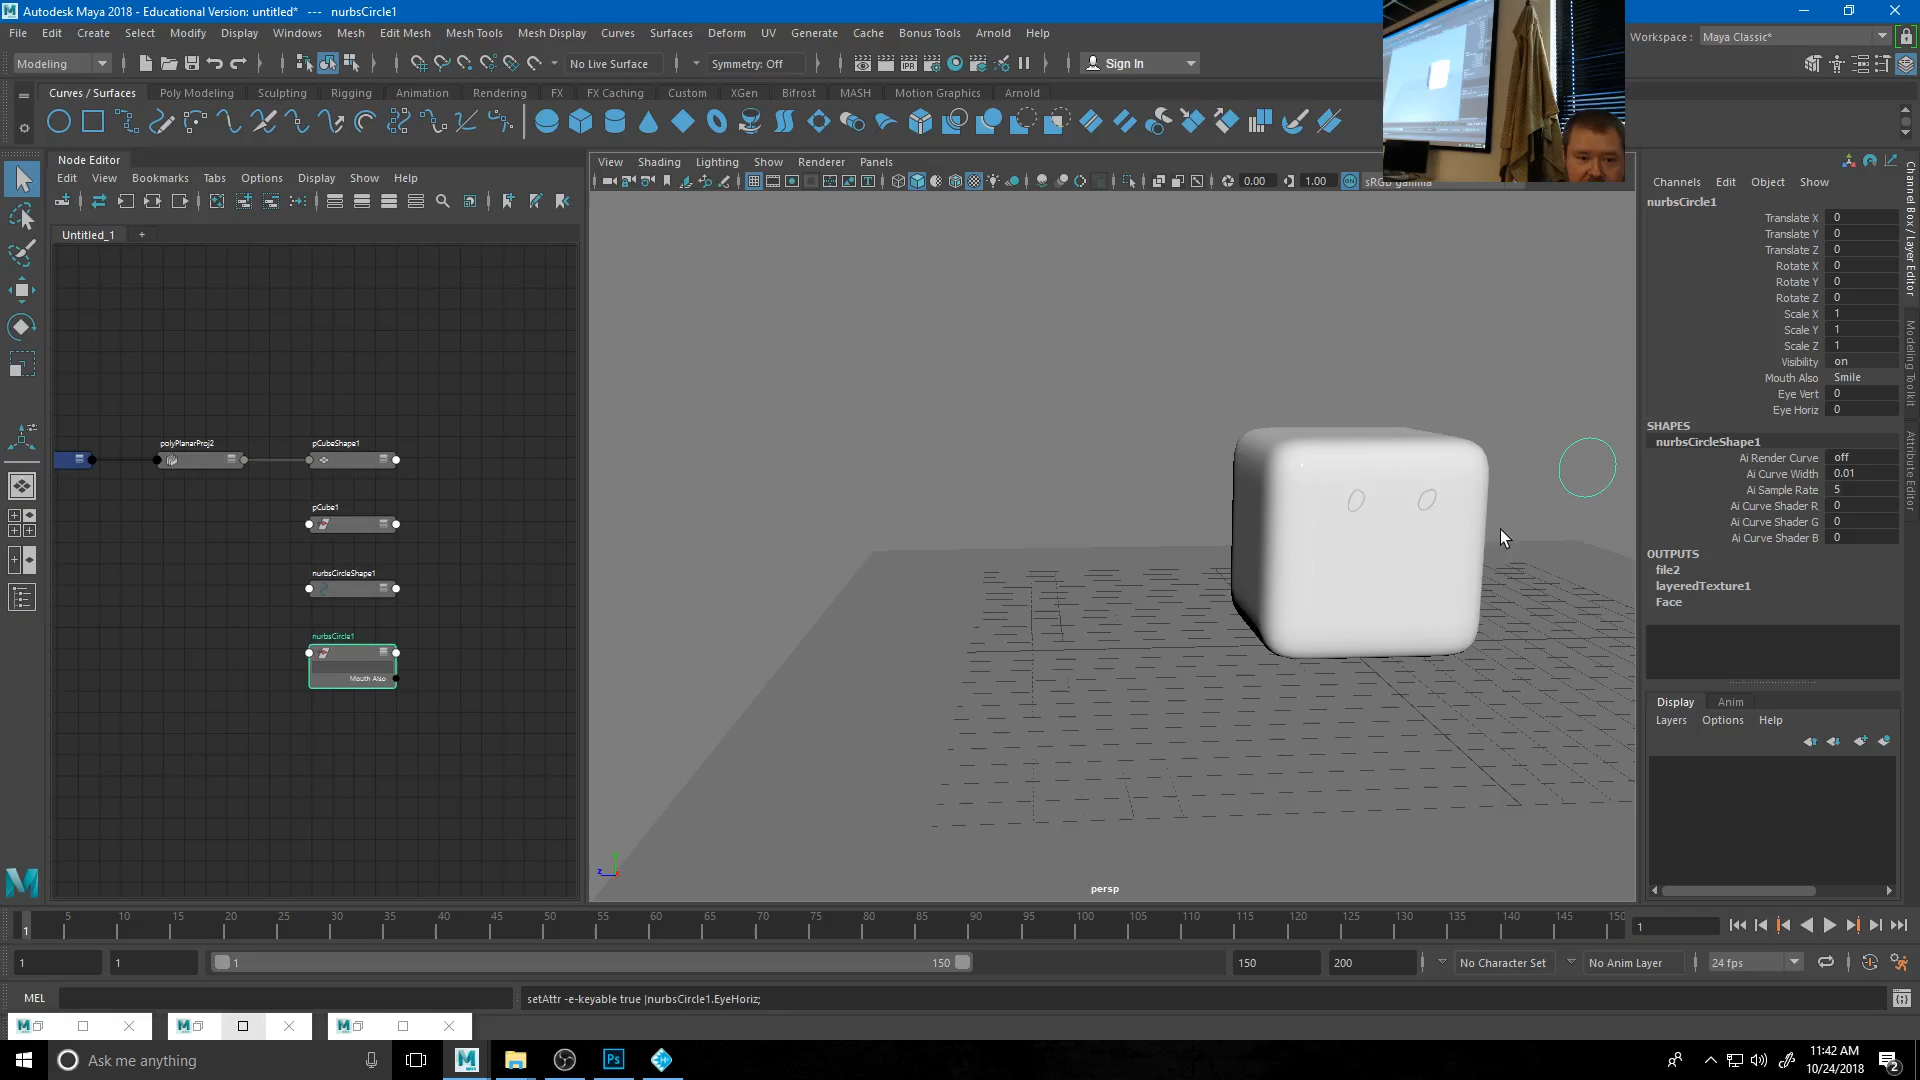 Autodesk Maya 2018 - Educational Version: untitled* --- nurbsCircle1
File Edit Create Select Modify Display Windows Mesh Edit Mesh Mesh Tools Mesh Display Curves Surfaces Deform UV Generate Cache Bonus Tools Arnold Help
Workspace : Maya Classic*
Modeling
No Live Surface
Symmetry: Off
Sign In
Curves / Surfaces Poly Modeling Sculpting Rigging Animation Rendering FX FX Caching Custom XGen Bifrost MASH Motion Graphics Arnold
Node Editor
Edit View Bookmarks Tabs Options Display Show Help
Untitled_1 +
polyPlanarProj2
pCubeShape1
pCube1
nurbsCircleShape1
nurbsCircle1
Mouth Also
View Shading Lighting Show Renderer Panels
0.00
1.00
sRGB gamma
persp
Channels Edit Object Show
nurbsCircle1
Translate X 0
Translate Y 0
Translate Z 0
Rotate X 0
Rotate Y 0
Rotate Z 0
Scale X 1
Scale Y 1
Scale Z 1
Visibility on
Mouth Also Smile
Eye Vert 0
Eye Horiz 0
SHAPES
nurbsCircleShape1
Ai Render Curve off
Ai Curve Width 0.01
Ai Sample Rate 5
Ai Curve Shader R 0
Ai Curve Shader G 0
Ai Curve Shader B 0
OUTPUTS
file2
layeredTexture1
Face
Channel Box / Layer Editor
Modeling Toolkit
Attribute Editor
Display Anim
Layers Options Help
5 10 15 20 25 30 35 40 45 50 55 60 65 70 75 80 85 90 95 100 105 110 115 120 125 130 135 140 145 150
1
1
1 1 1 150 150 200 No Character Set No Anim Layer 24 fps
MEL
setAttr -e-keyable true |nurbsCircle1.EyeHoriz;
Ask me anything
Ps
11:42 AM
10/24/2018
2